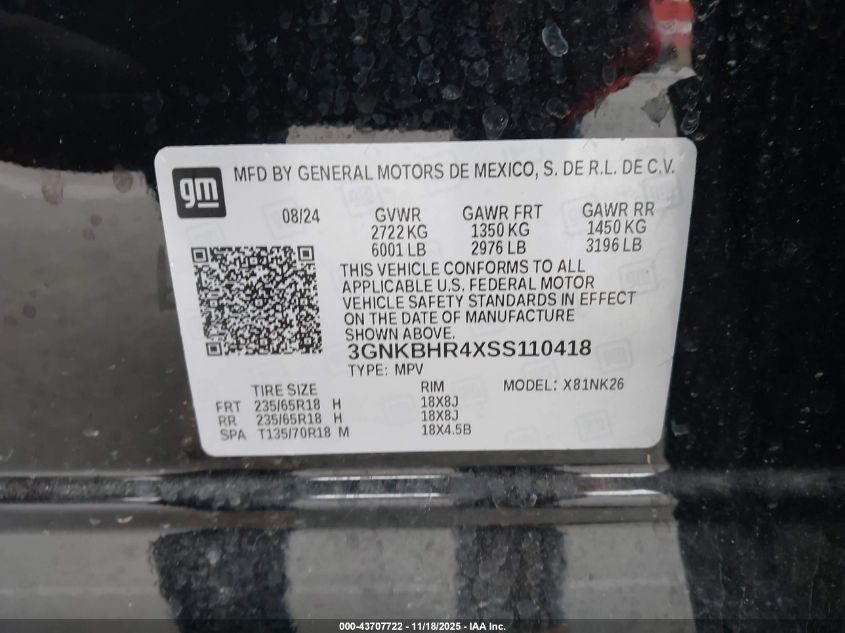 gm
MFD BY GENERAL MOTORS DE MEXICO, S. DE R.L. DE C.V.
08/24 GVWR GAWR FRT GAWR RR
2722 KG 1350 KG 1450 KG
6001 LB 2976 LB 3196 LB
THIS VEHICLE CONFORMS TO ALL
APPLICABLE U.S. FEDERAL MOTOR
VEHICLE SAFETY STANDARDS IN EFFECT
ON THE DATE OF MANUFACTURE
SHOWN ABOVE.
3GNKBHR4XSS110418
TYPE: MPV
TIRE SIZE RIM MODEL: X81NK26
FRT 235/65R18 H 18X8J
RR 235/65R18 H 18X8J
SPA T135/70R18 M 18X4.5B
000-43707722 - 11/18/2025 - IAA Inc.